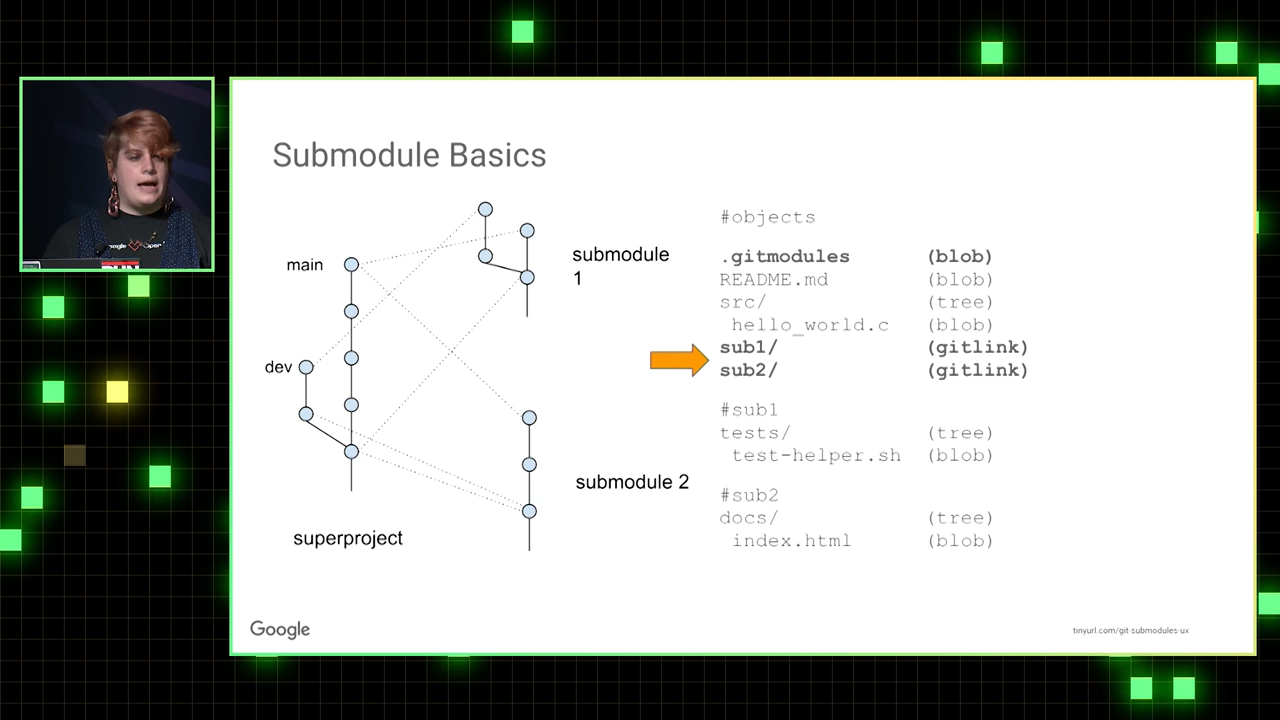 Submodule Basics
main
dev
superproject
submodule
1
submodule 2
#objects
.gitmodules (blob)
README.md (blob)
src/ (tree)
hello_world.c (blob)
sub1/ (gitlink)
sub2/ (gitlink)
#sub1
tests/ (tree)
test-helper.sh (blob)
#sub2
docs/ (tree)
index.html (blob)
Google
tinyurl.com/git-submodules-ux